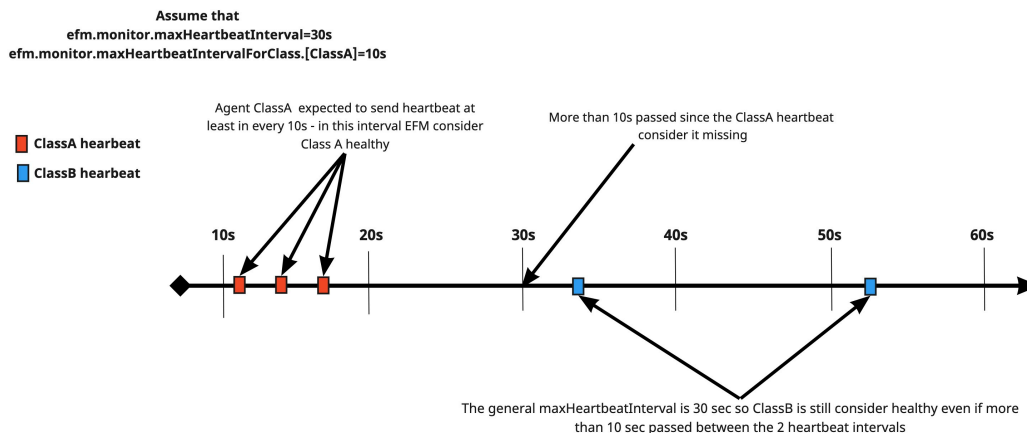 Assume that
efm.monitor.maxHeartbeatInterval=30s
efm.monitor.maxHeartbeatIntervalForClass.[ClassA]=10s
Agent ClassA expected to send heartbeat at
least in every 10s - in this interval EFM consider
Class A healthy
More than 10s passed since the ClassA heartbeat
consider it missing
ClassA hearbeat
ClassB hearbeat
10s 20s 30s 40s 50s 60s
The general maxHeartbeatInterval is 30 sec so ClassB is still consider healthy even if more
than 10 sec passed between the 2 heartbeat intervals